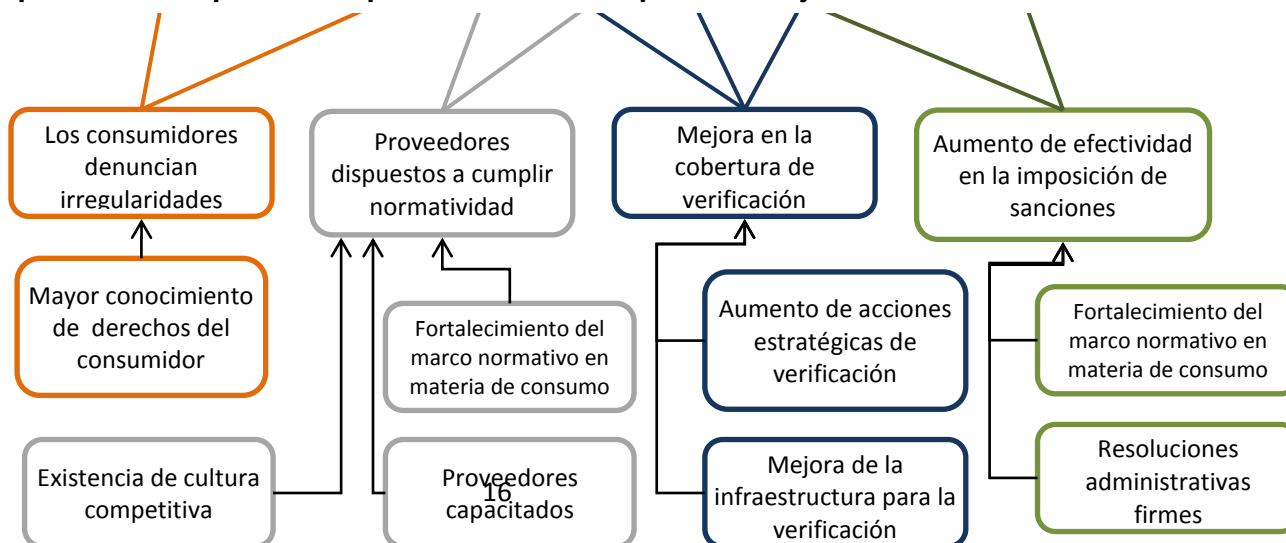 Los consumidores
denuncian
irregularidades
Proveedores
dispuestos a cumplir
normatividad
Mejora en la
cobertura de
verificación
Aumento de efectividad
en la imposición de
sanciones
Mayor conocimiento
de derechos del
consumidor
Fortalecimiento del
marco normativo en
materia de consumo
Aumento de acciones
estratégicas de
verificación
Fortalecimiento del
marco normativo en
materia de consumo
Existencia de cultura
competitiva
Proveedores
capacitados
16
Mejora de la
infraestructura para la
verificación
Resoluciones
administrativas
firmes